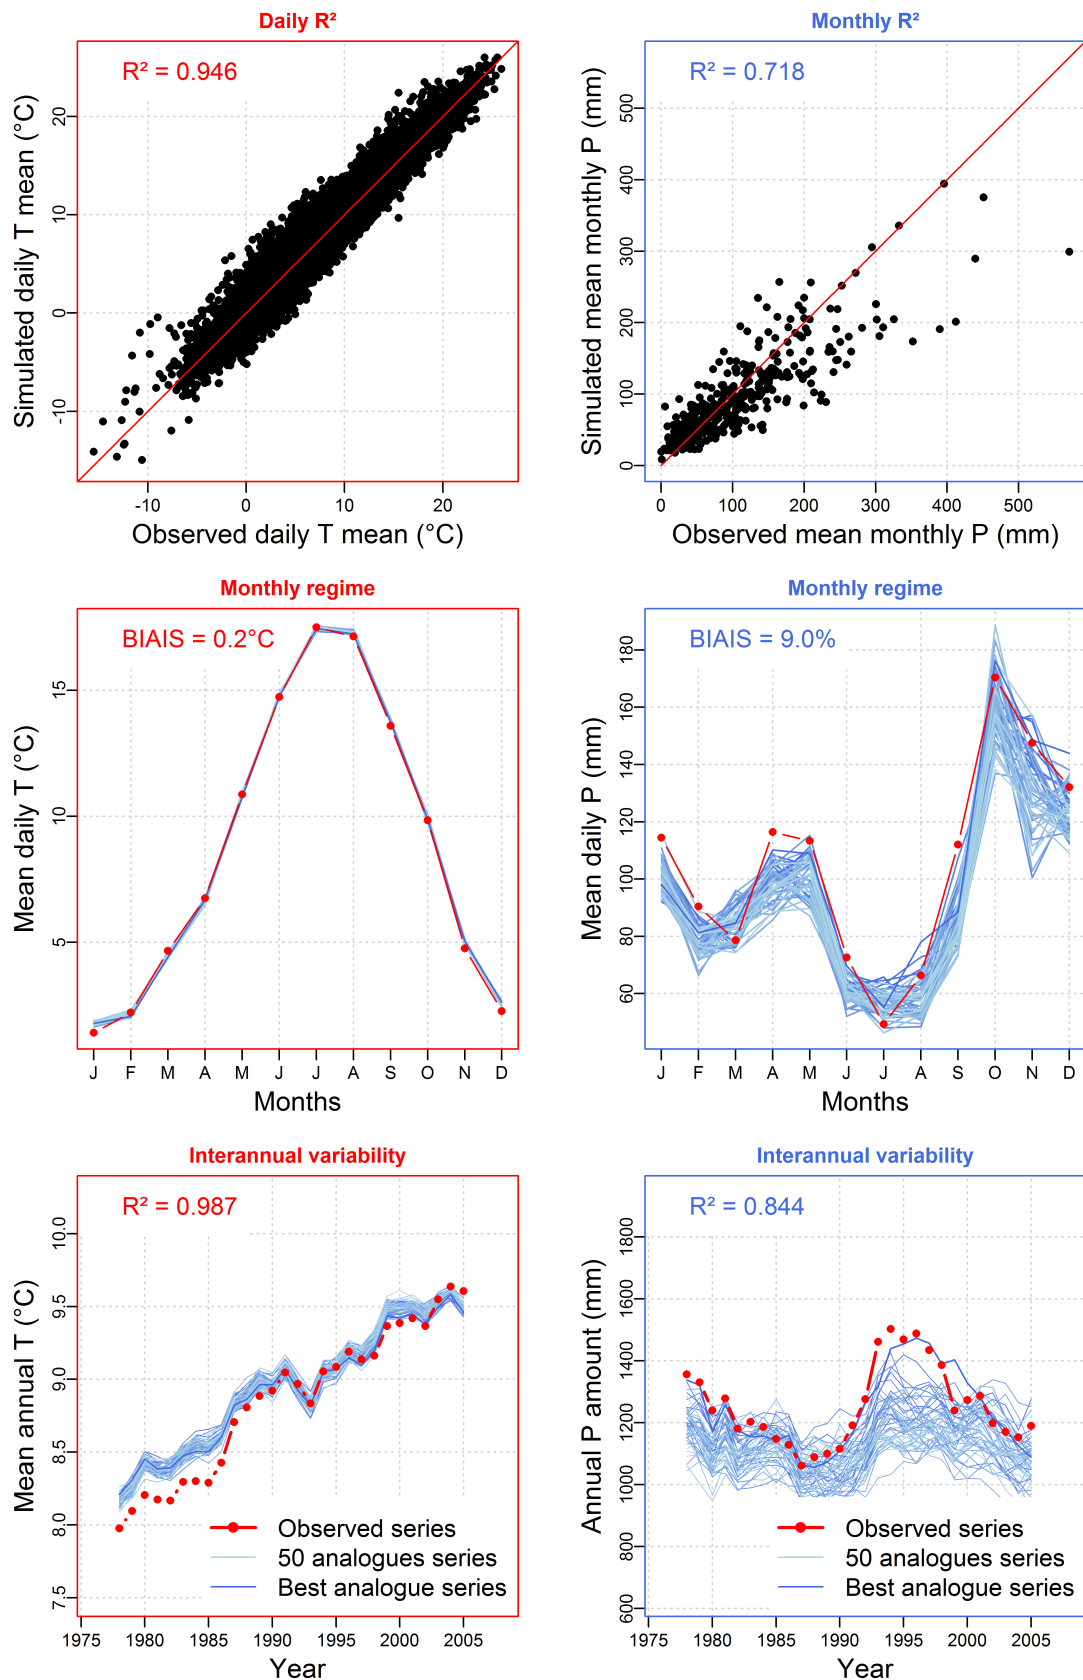 Daily R²
R² = 0.946
Simulated daily T mean (°C)
-10 0 10 20
-10 0 10 20
Observed daily T mean (°C)
Monthly R²
R² = 0.718
Simulated mean monthly P (mm)
0 100 200 300 400 500
0 100 200 300 400 500
Observed mean monthly P (mm)
Monthly regime
BIAIS = 0.2°C
Mean daily T (°C)
5 10 15
J F M A M J J A S O N D
Months
Monthly regime
BIAIS = 9.0%
Mean daily P (mm)
60 80 100 120 140 160 180
J F M A M J J A S O N D
Months
Interannual variability
R² = 0.987
Mean annual T (°C)
7.5 8.0 8.5 9.0 9.5 10.0
Observed series
50 analogues series
Best analogue series
1975 1980 1985 1990 1995 2000 2005
Year
Interannual variability
R² = 0.844
Annual P amount (mm)
600 800 1000 1200 1400 1600 1800
Observed series
50 analogues series
Best analogue series
1975 1980 1985 1990 1995 2000 2005
Year